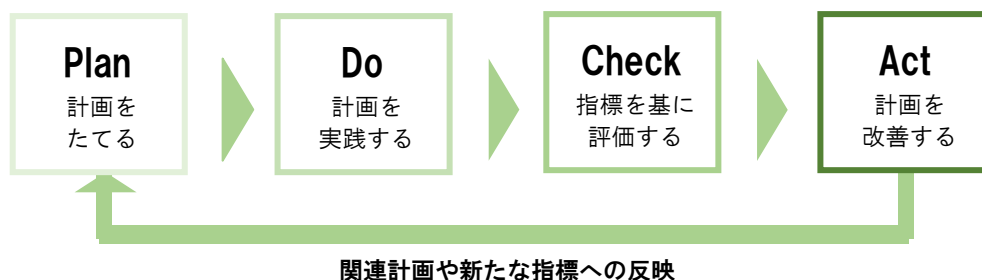 Plan
計画を
たてる
Do
計画を
実践する
Check
指標を基に
評価する
Act
計画を
改善する
関連計画や新たな指標への反映